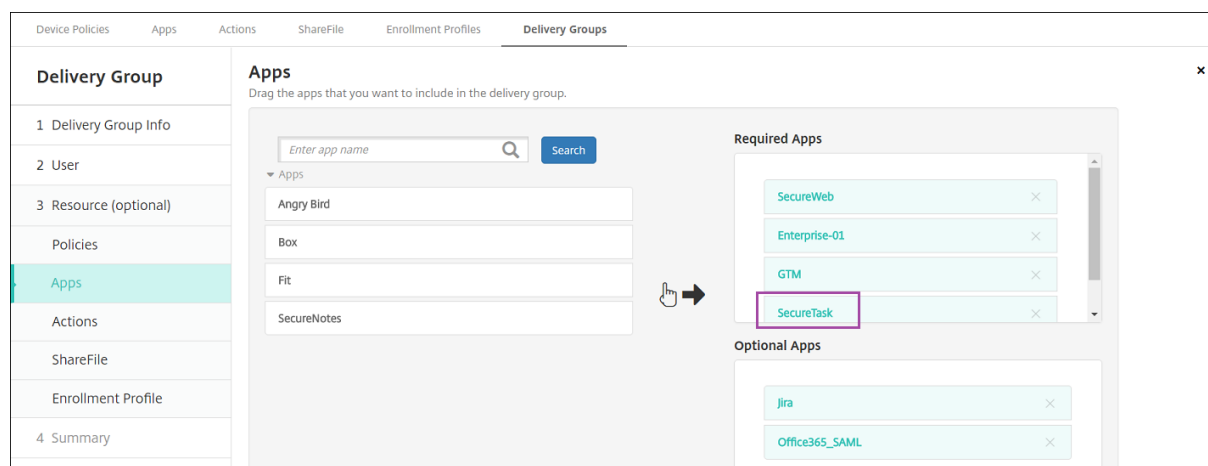 Device Policies Apps Actions ShareFile Enrollment Profiles Delivery Groups
Delivery Group
1 Delivery Group Info
2 User
3 Resource (optional)
Policies
Apps
Actions
ShareFile
Enrollment Profile
4 Summary
Apps
Drag the apps that you want to include in the delivery group.
Enter app name
Search
Apps
Angry Bird
Box
Fit
SecureNotes
Required Apps
SecureWeb
Enterprise-01
GTM
SecureTask
Optional Apps
Jira
Office365_SAML